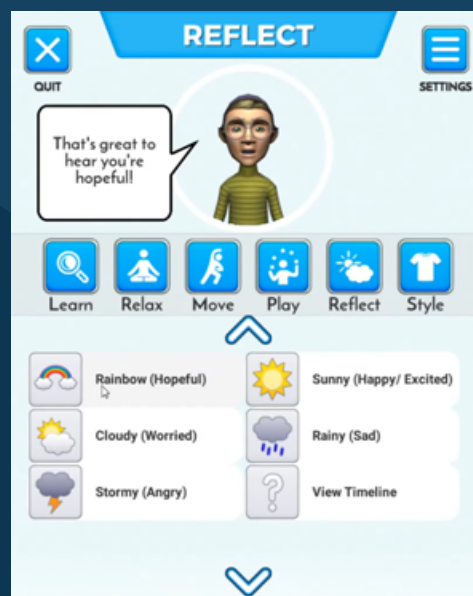 REFLECT
QUIT
SETTINGS
That's great to
hear you're
hopeful!
Learn
Relax
Move
Play
Reflect
Style
Rainbow (Hopeful)
Sunny (Happy/ Excited)
Cloudy (Worried)
Rainy (Sad)
Stormy (Angry)
View Timeline